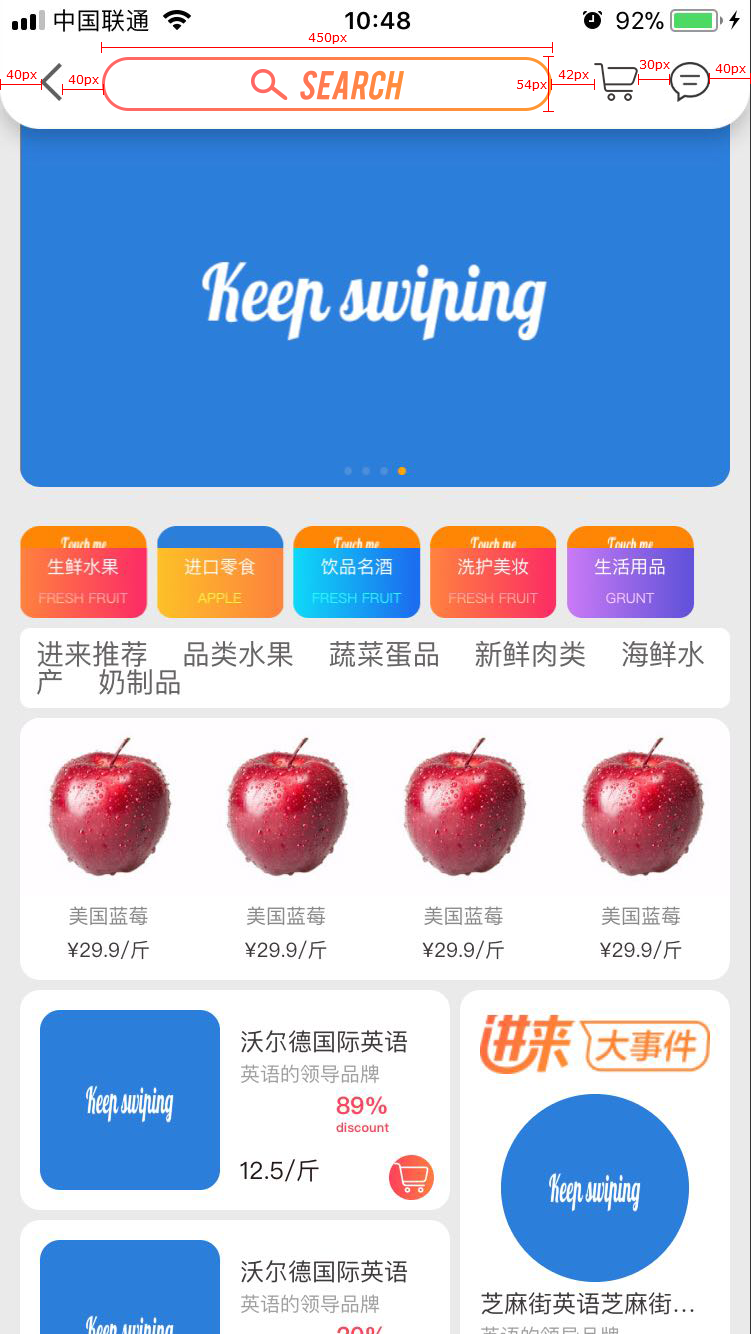 中国联通 10:48 92%
450px
40px 40px SEARCH 54px 42px 30px 40px
Keep swiping
Touch me Touch me Touch me Touch me
生鲜水果 进口零食 饮品名酒 洗护美妆 生活用品
FRESH FRUIT APPLE FRESH FRUIT FRESH FRUIT GRUNT
进来推荐 品类水果 蔬菜蛋品 新鲜肉类 海鲜水
产 奶制品
美国蓝莓 美国蓝莓 美国蓝莓 美国蓝莓
¥29.9/斤 ¥29.9/斤 ¥29.9/斤 ¥29.9/斤
Keep swiping
沃尔德国际英语
英语的领导品牌
89%
discount
12.5/斤
进来 大事件
Keep swiping
芝麻街英语芝麻街...
英语的领导品牌
Keep swiping
沃尔德国际英语
英语的领导品牌
20%